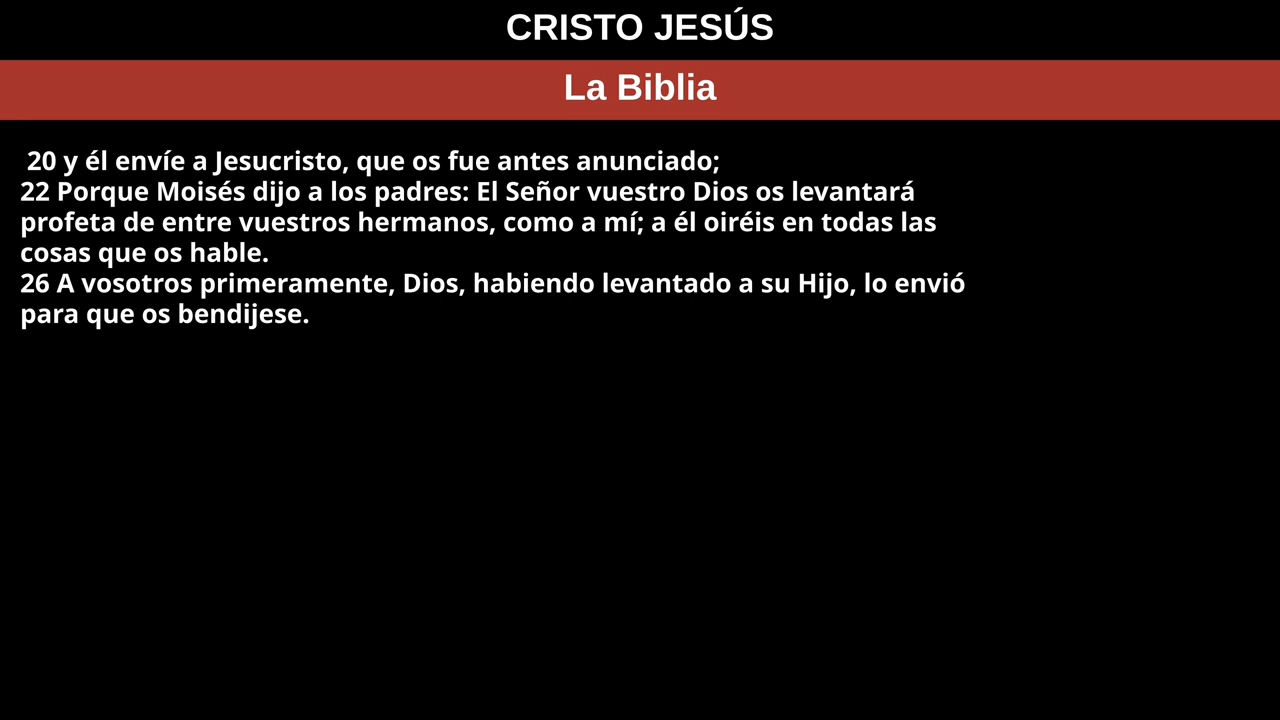 CRISTO JESÚS
La Biblia
20 y él envíe a Jesucristo, que os fue antes anunciado;
22 Porque Moisés dijo a los padres: El Señor vuestro Dios os levantará
profeta de entre vuestros hermanos, como a mí; a él oiréis en todas las
cosas que os hable.
26 A vosotros primeramente, Dios, habiendo levantado a su Hijo, lo envió
para que os bendijese.